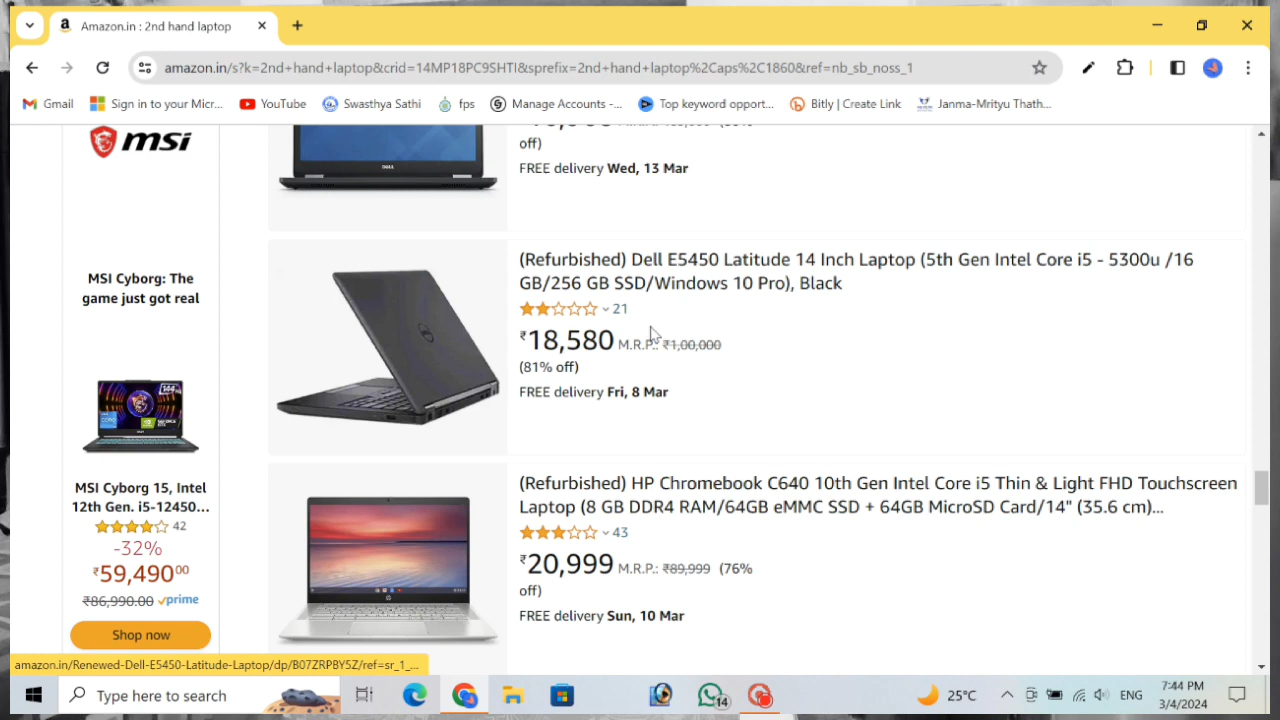 Amazon.in : 2nd hand laptop
amazon.in/s?k=2nd+hand+laptop&crid=14MP18PC9SHTI&sprefix=2nd+hand+laptop%2Caps%2C1860&ref=nb_sb_noss_1
Gmail
Sign in to your Micr...
YouTube
Swasthya Sathi
fps
Manage Accounts -...
Top keyword opport...
Bitly | Create Link
Janma-Mrityu Thath...
msi
MSI Cyborg: The
game just got real
MSI Cyborg 15, Intel
12th Gen. i5-12450...
42
-32%
₹59,490.00
₹86,990.00 prime
Shop now
off)
FREE delivery Wed, 13 Mar
(Refurbished) Dell E5450 Latitude 14 Inch Laptop (5th Gen Intel Core i5 - 5300u /16
GB/256 GB SSD/Windows 10 Pro), Black
21
₹18,580 M.R.P.: ₹1,00,000
(81% off)
FREE delivery Fri, 8 Mar
(Refurbished) HP Chromebook C640 10th Gen Intel Core i5 Thin & Light FHD Touchscreen
Laptop (8 GB DDR4 RAM/64GB eMMC SSD + 64GB MicroSD Card/14" (35.6 cm)...
43
₹20,999 M.R.P.: ₹89,999 (76%
off)
FREE delivery Sun, 10 Mar
amazon.in/Renewed-Dell-E5450-Latitude-Laptop/dp/B07ZRPBY5Z/ref=sr_1_...
Type here to search
14
25°C
ENG
7:44 PM
3/4/2024